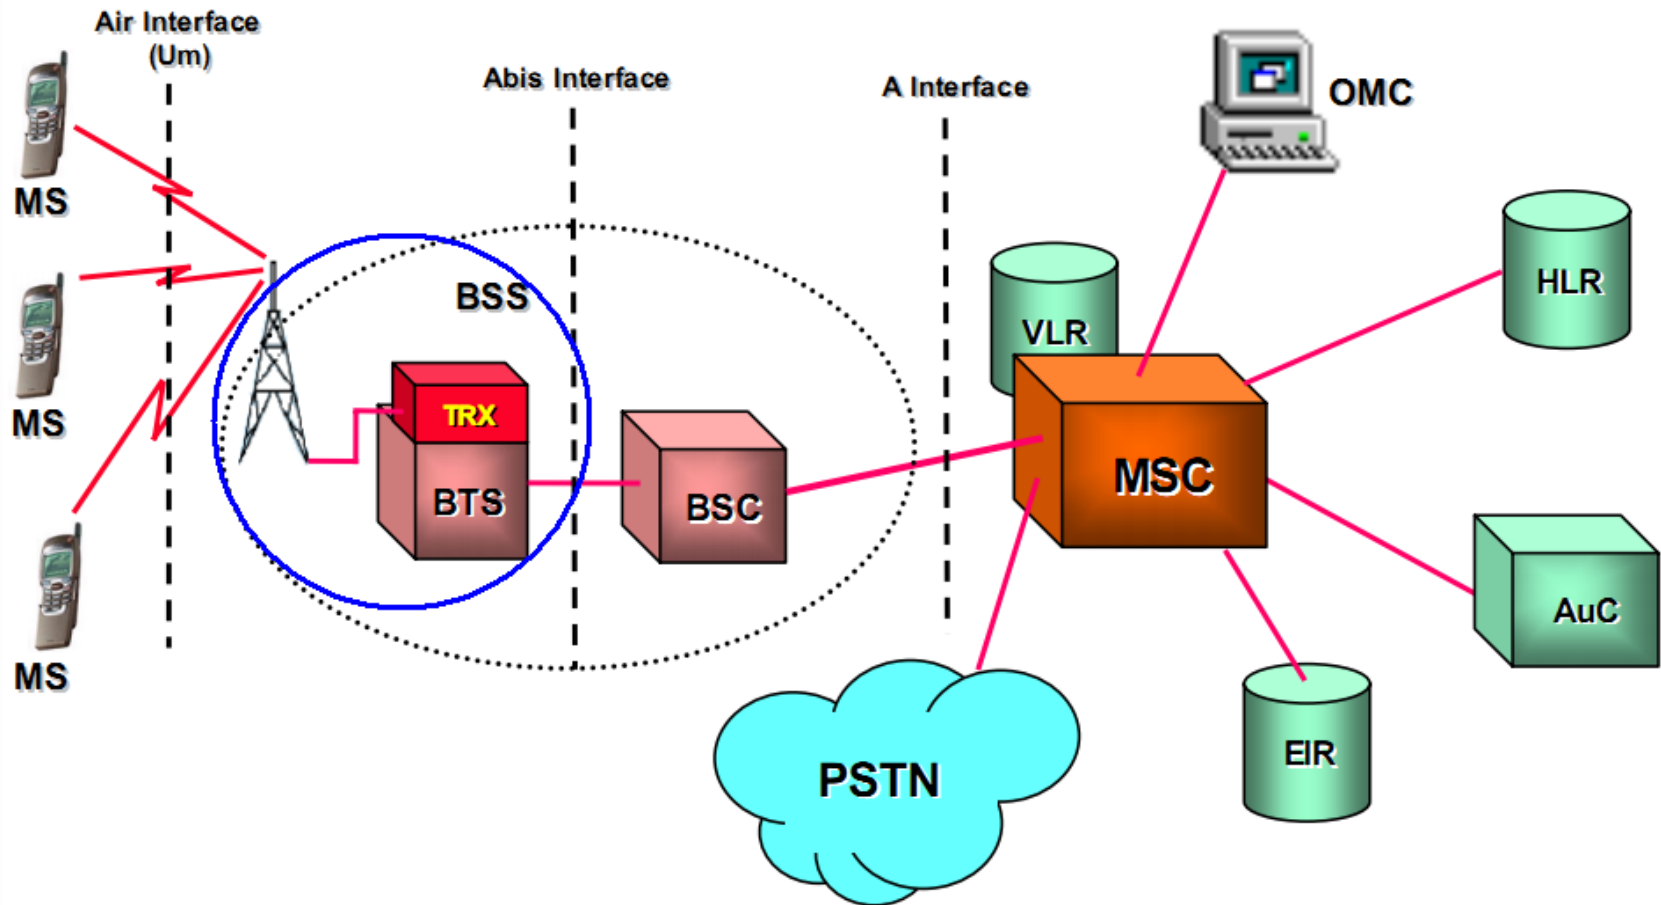 Air Interface
(Um)
Abis Interface
A Interface
OMC
MS
HLR
BSS
VLR
MS
TRX
BTS
BSC
MSC
AuC
MS
PSTN
EIR